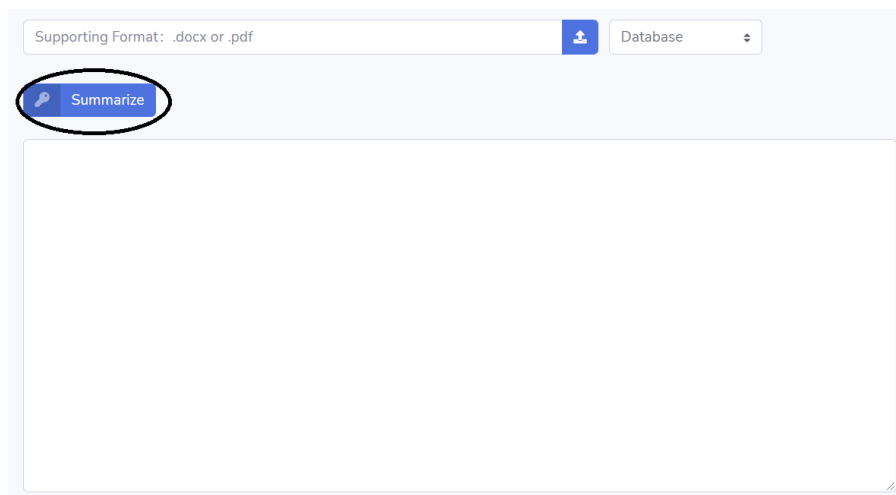 Supporting Format：.docx or .pdf
Database
Summarize